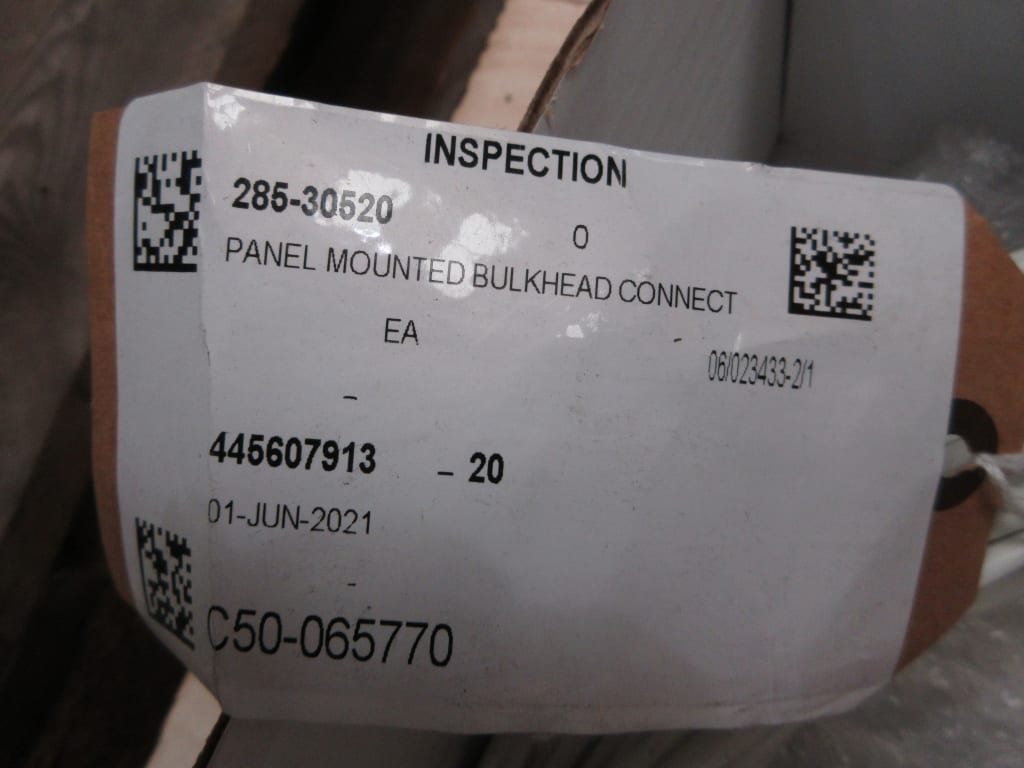 INSPECTION
285-30520
0
PANEL MOUNTED BULKHEAD CONNECT
EA
06/023433-2/1
-
445607913 - 20
01-JUN-2021
-
C50-065770